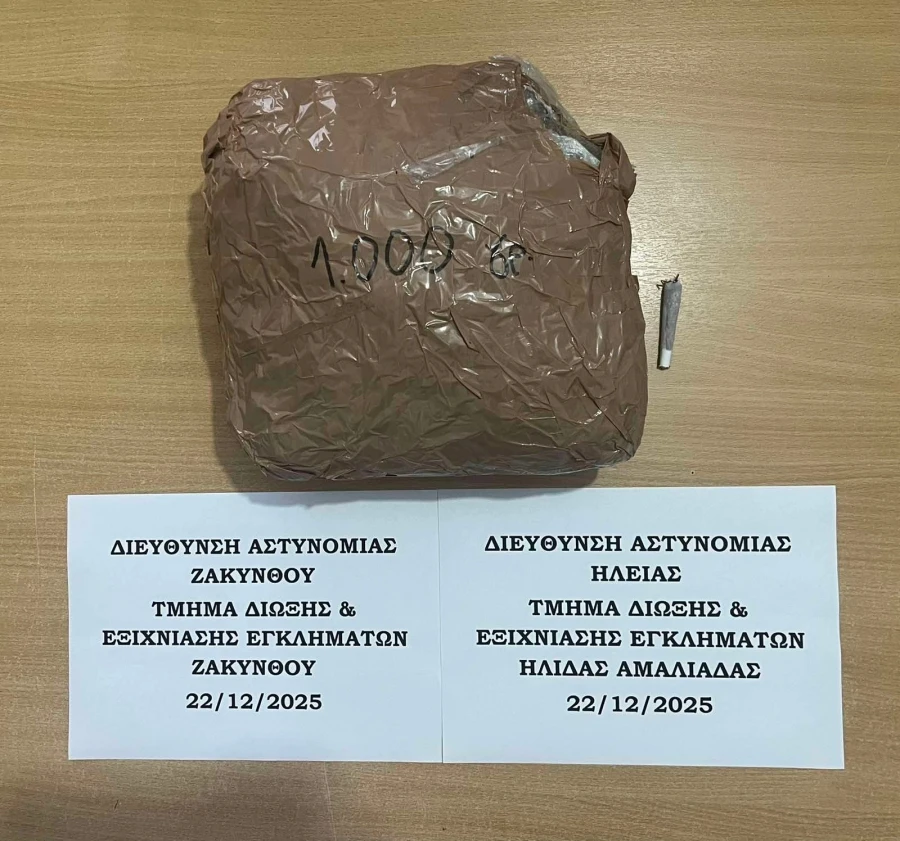 1.000 γρ.
ΔΙΕΥΘΥΝΣΗ ΑΣΤΥΝΟΜΙΑΣ
ΖΑΚΥΝΘΟΥ
ΤΜΗΜΑ ΔΙΩΞΗΣ &
ΕΞΙΧΝΙΑΣΗΣ ΕΓΚΛΗΜΑΤΩΝ
ΖΑΚΥΝΘΟΥ
22/12/2025
ΔΙΕΥΘΥΝΣΗ ΑΣΤΥΝΟΜΙΑΣ
ΗΛΕΙΑΣ
ΤΜΗΜΑ ΔΙΩΞΗΣ &
ΕΞΙΧΝΙΑΣΗΣ ΕΓΚΛΗΜΑΤΩΝ
ΗΛΙΔΑΣ ΑΜΑΛΙΑΔΑΣ
22/12/2025